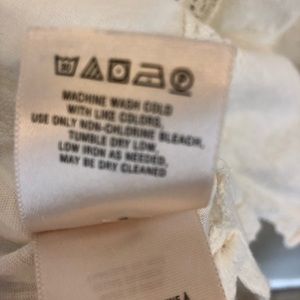 MACHINE WASH COLD
WITH LIKE COLORS,
USE ONLY NON-CHLORINE BLEACH,
TUMBLE DRY LOW,
LOW IRON AS NEEDED,
MAY BE DRY CLEANED